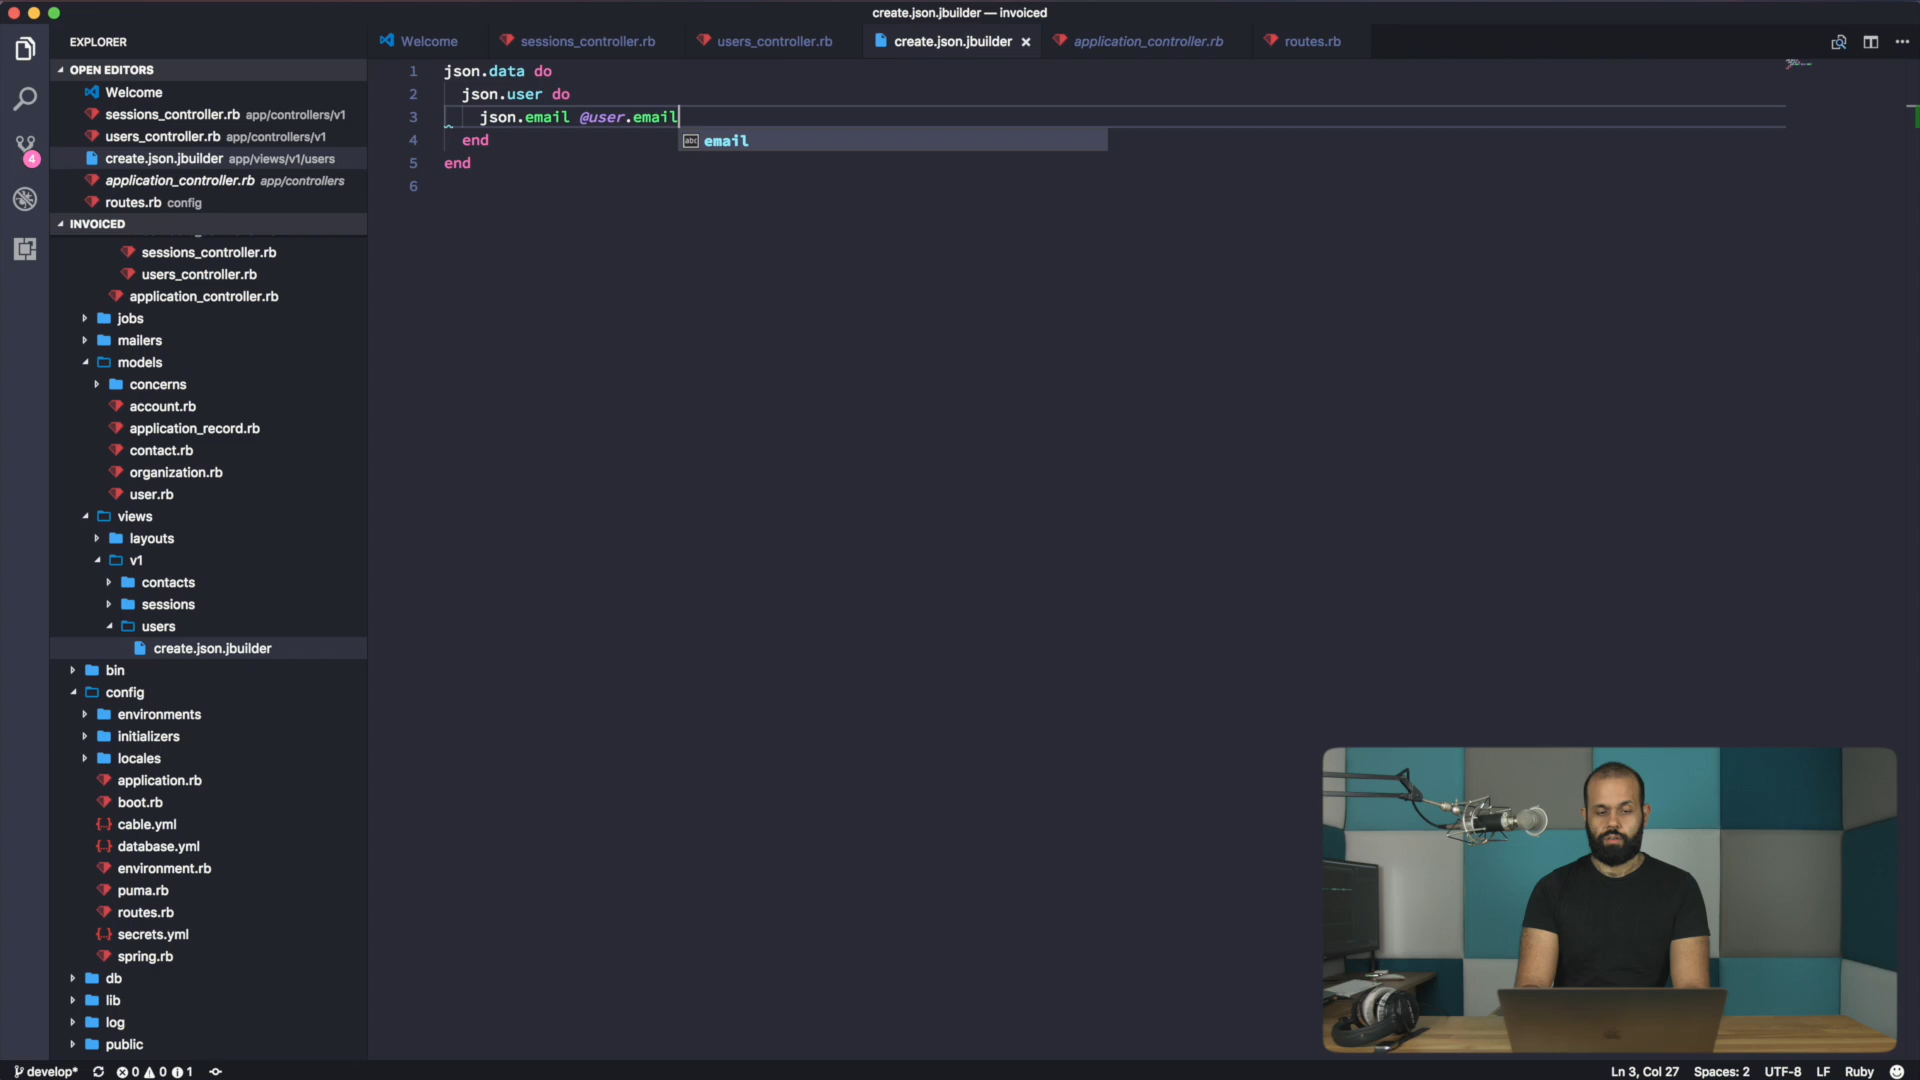 create.json.jbuilder — invoiced
EXPLORER
Welcome
sessions_controller.rb
users_controller.rb
create.json.jbuilder
application_controller.rb
routes.rb
OPEN EDITORS
Welcome
sessions_controller.rb app/controllers/v1
users_controller.rb app/controllers/v1
4
create.json.jbuilder app/views/v1/users
application_controller.rb app/controllers
routes.rb config
INVOICED
sessions_controller.rb
users_controller.rb
application_controller.rb
jobs
mailers
models
concerns
account.rb
application_record.rb
contact.rb
organization.rb
user.rb
views
layouts
v1
contacts
sessions
users
create.json.jbuilder
bin
config
environments
initializers
locales
application.rb
boot.rb
cable.yml
database.yml
environment.rb
puma.rb
routes.rb
secrets.yml
spring.rb
db
lib
log
public
1 json.data do
2 json.user do
3 json.email @user.email
4 end
abc email
5 end
6
develop* 0 0 1
Ln 3, Col 27 Spaces: 2 UTF-8 LF Ruby